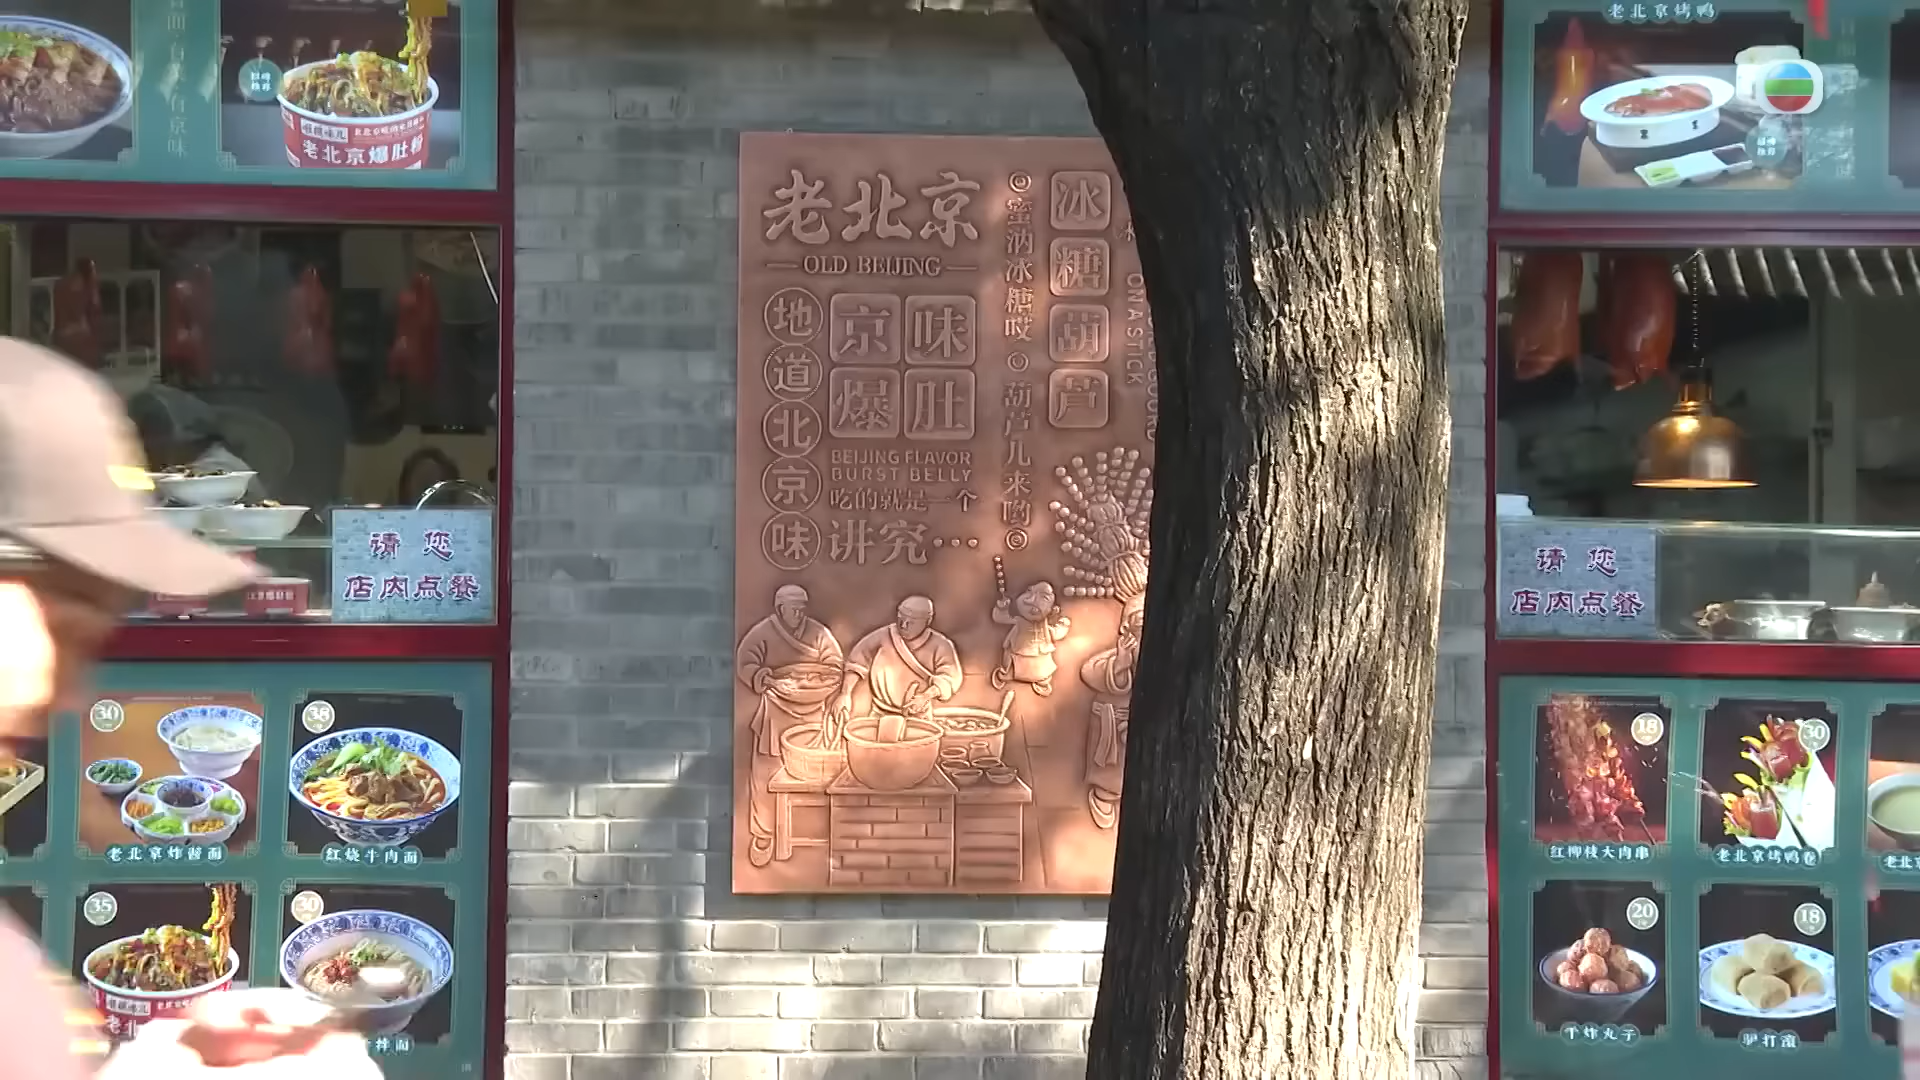 老北京爆肚粉
老北京烤鸭
老北京
OLD BEIJING
地道北京味
京味
爆肚
BEIJING FLAVOR
BURST BELLY
吃的就是一个
讲究…
蜜汭冰糖哎
葫芦儿来哟
冰糖葫芦
ON A STICK
请您
店内点餐
请您
店内点餐
30
老北京炸酱面
38
红烧牛肉面
35
30
拌面
18
红柳枝大肉串
30
老北京烤鸭卷
20
干炸丸子
18
驴打滚